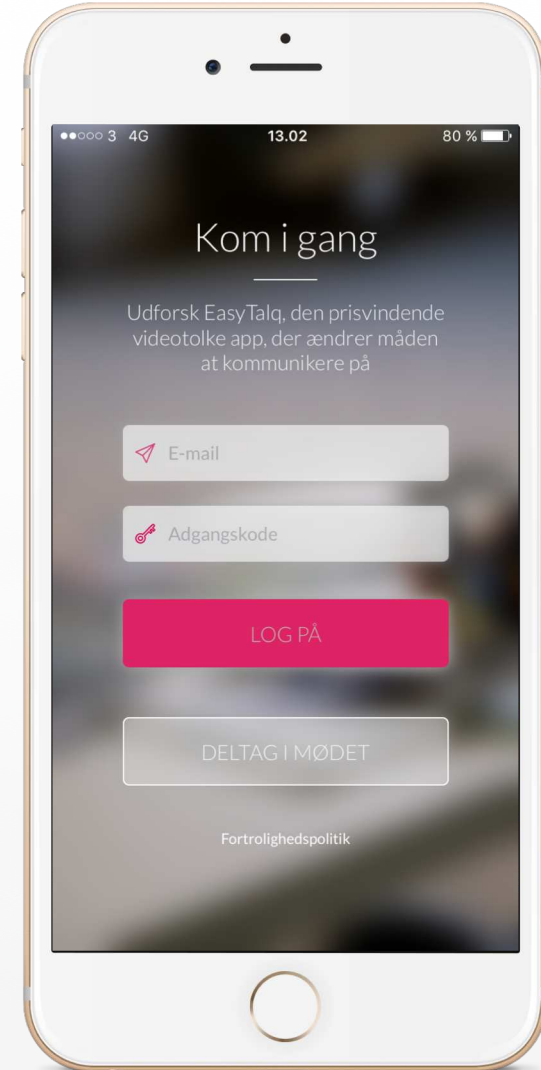 3 4G 13.02 80 %
Kom i gang
Udforsk EasyTalq, den prisvindende
videotolke app, der ændrer måden
at kommunikere på
E-mail
Adgangskode
LOG PÅ
DELTAG I MØDET
Fortrolighedspolitik